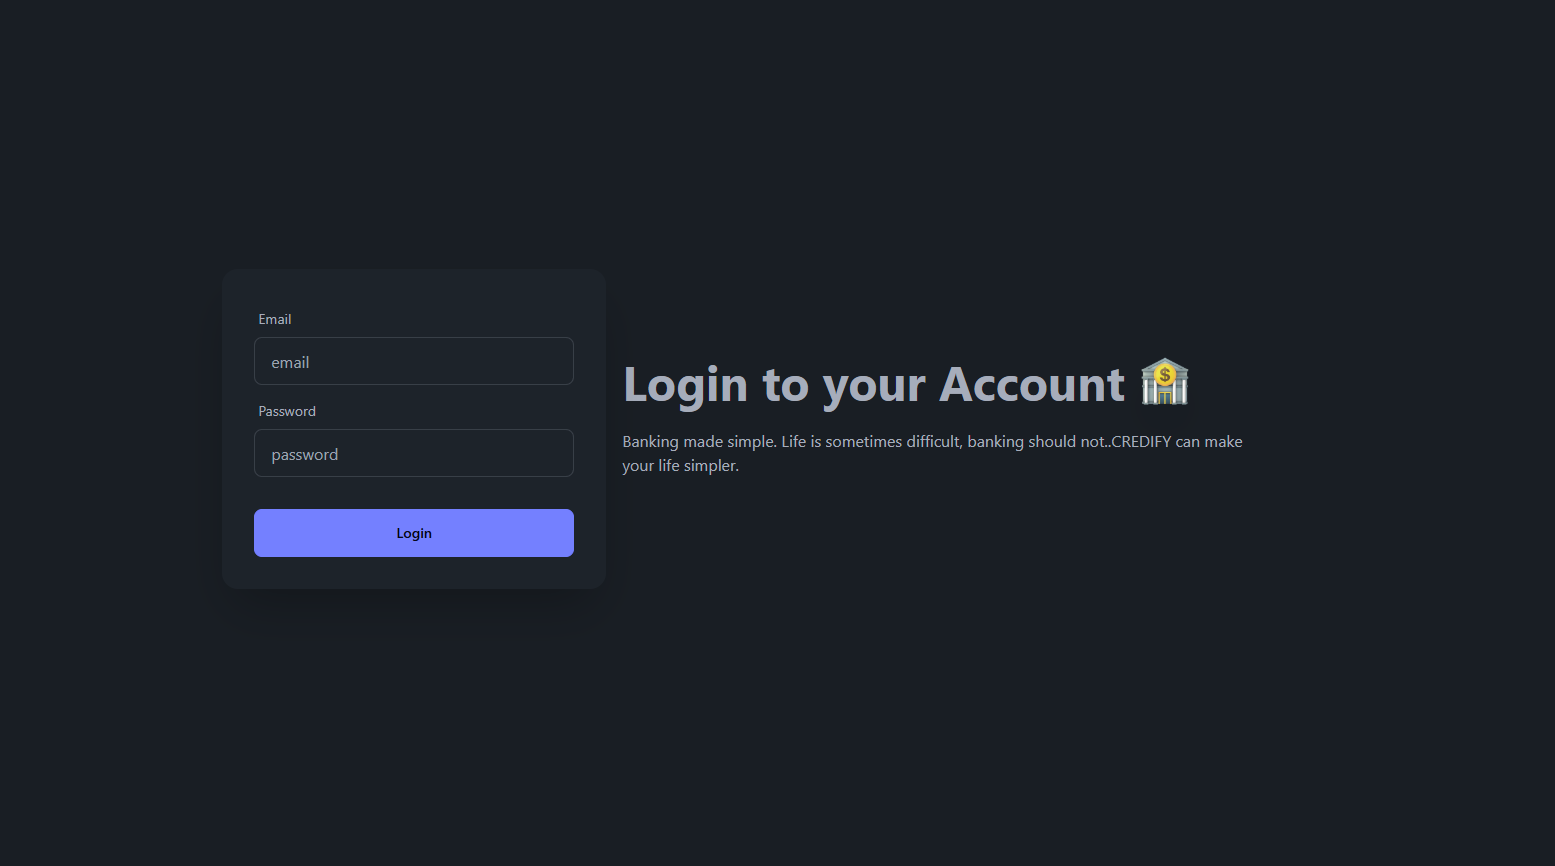 Email
email
Password
password
Login
Login to your Account 🏦
Banking made simple. Life is sometimes difficult, banking should not..CREDIFY can make
your life simpler.